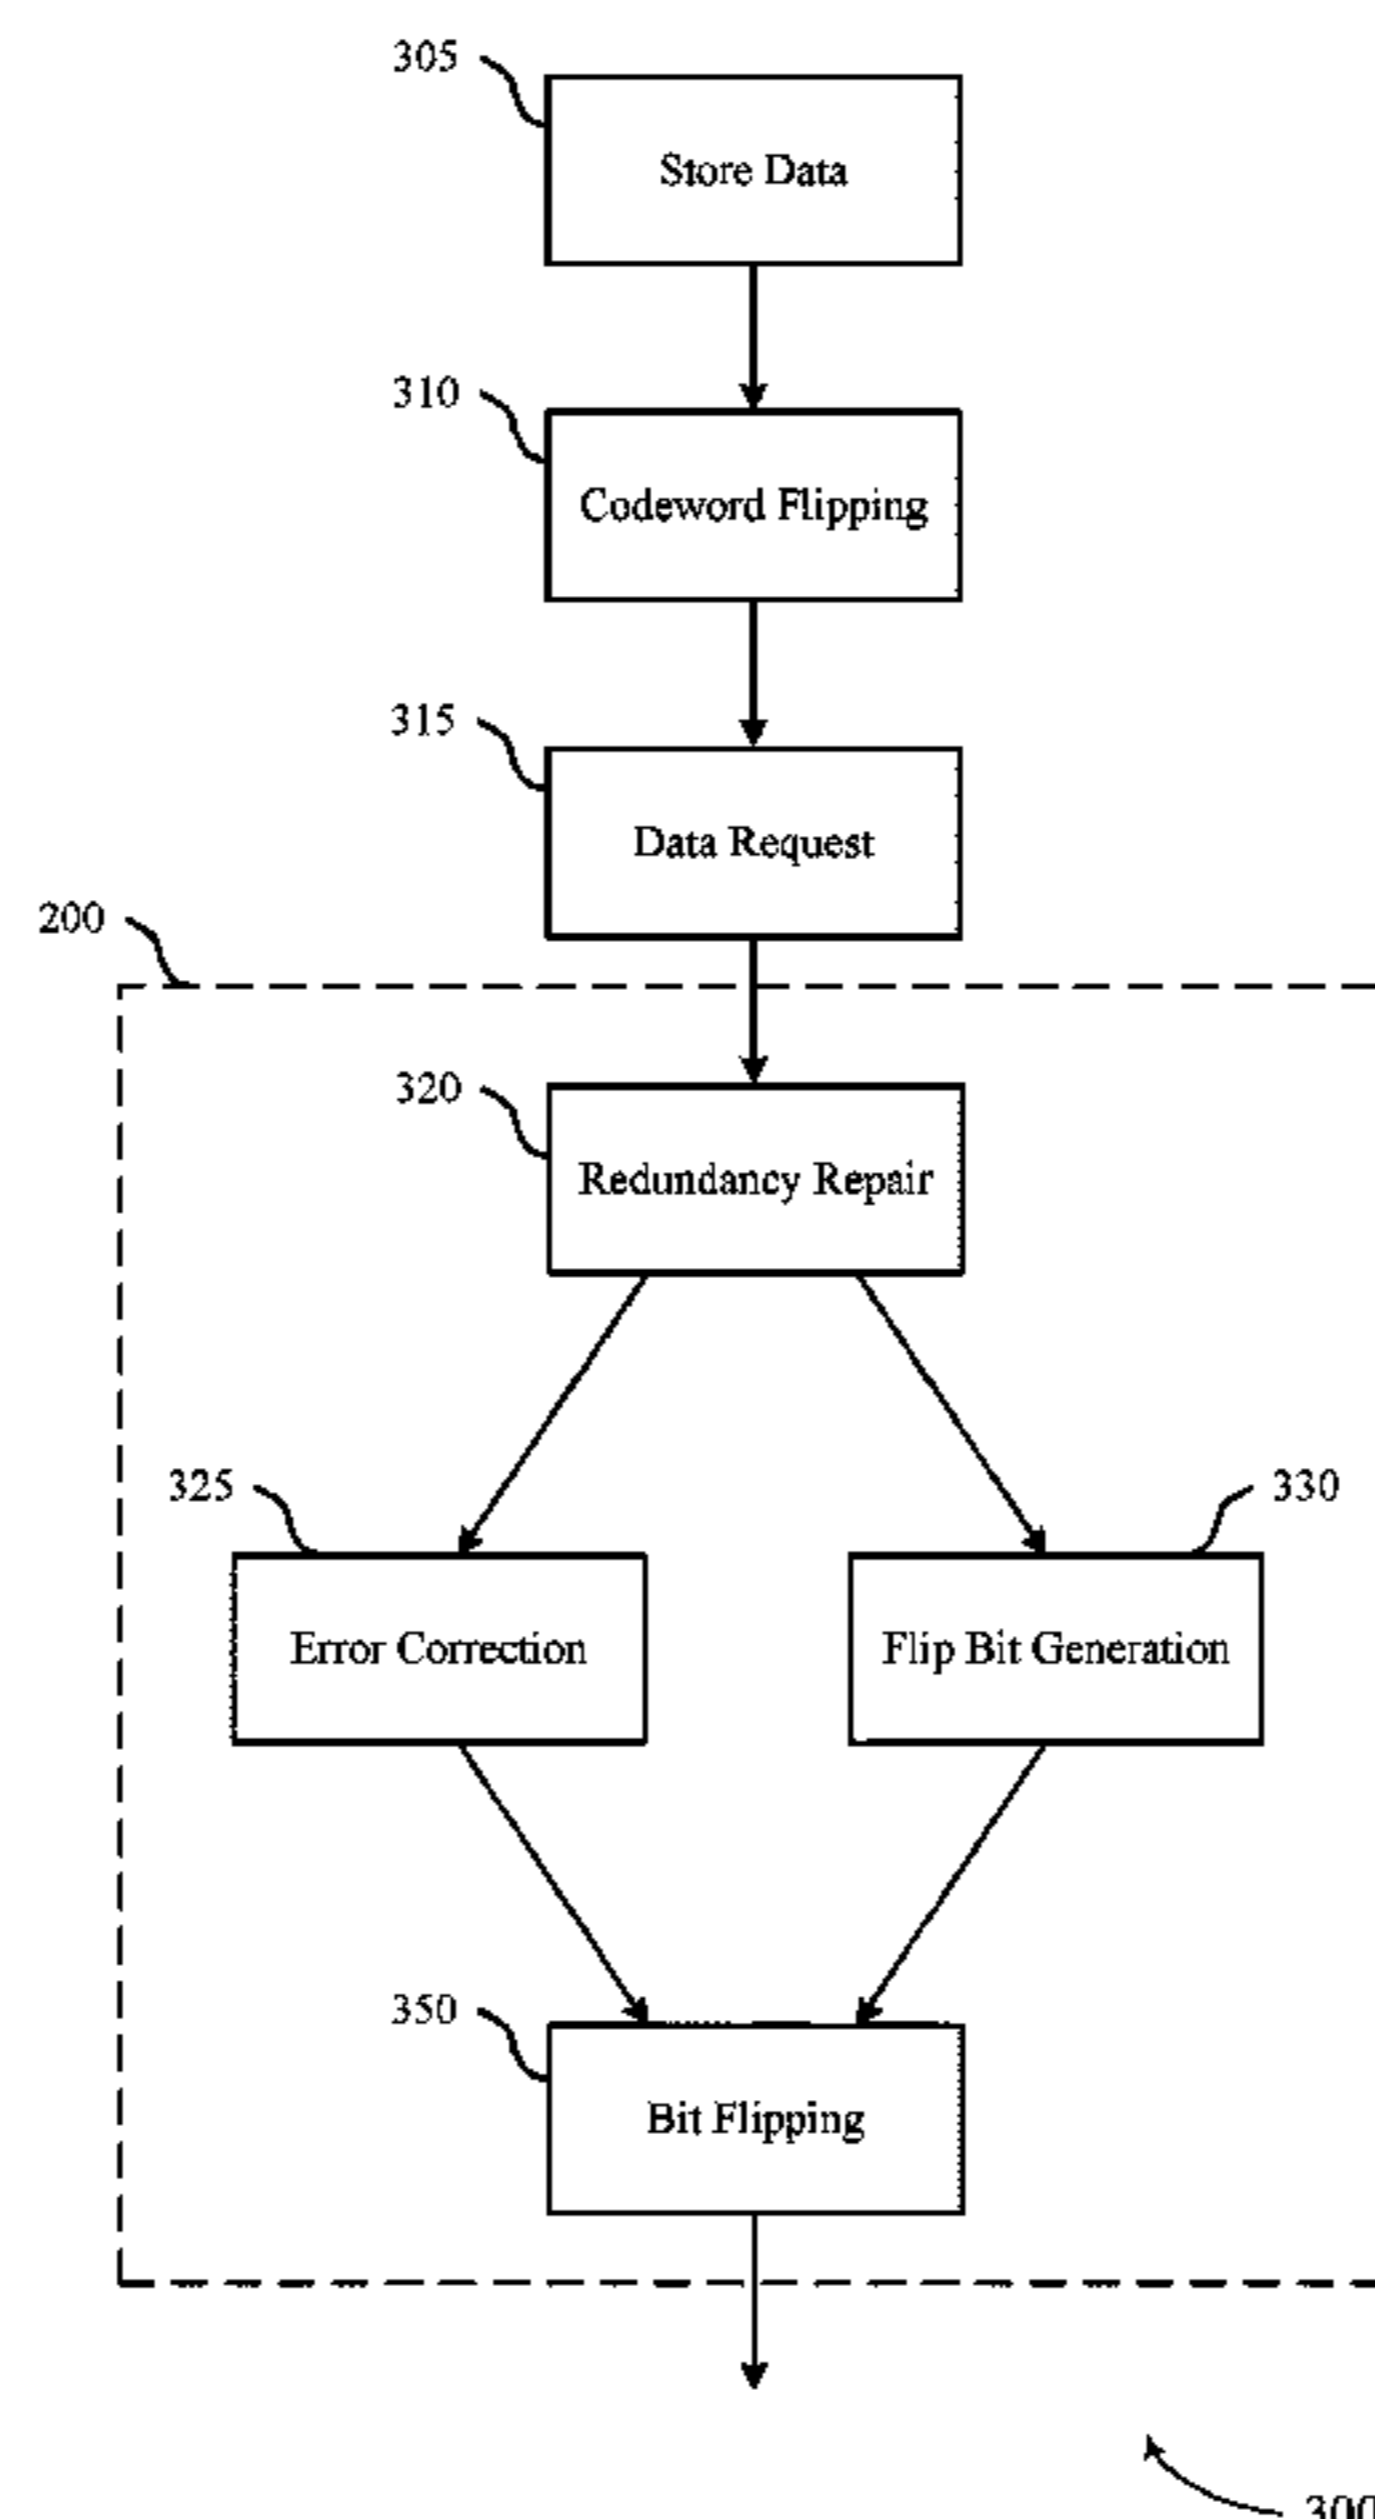 305
Store Data
310
Codeword Flipping
315
Data Request
200
320
Redundancy Repair
325
330
Error Correction
Flip Bit Generation
350
Bit Flipping
300